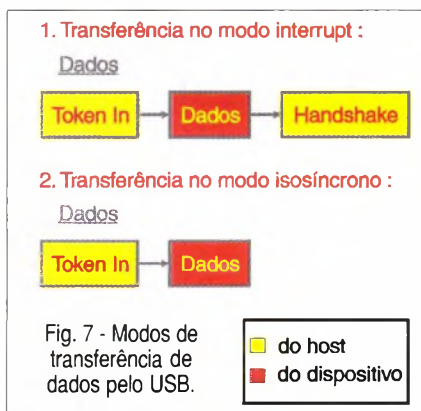 1. Transferência no modo interrupt :
Dados
Token In
Dados
Handshake
2. Transferência no modo isosíncrono :
Dados
Token In
Dados
Fig. 7 - Modos de
transferência de
dados pelo USB.
do host
do dispositivo